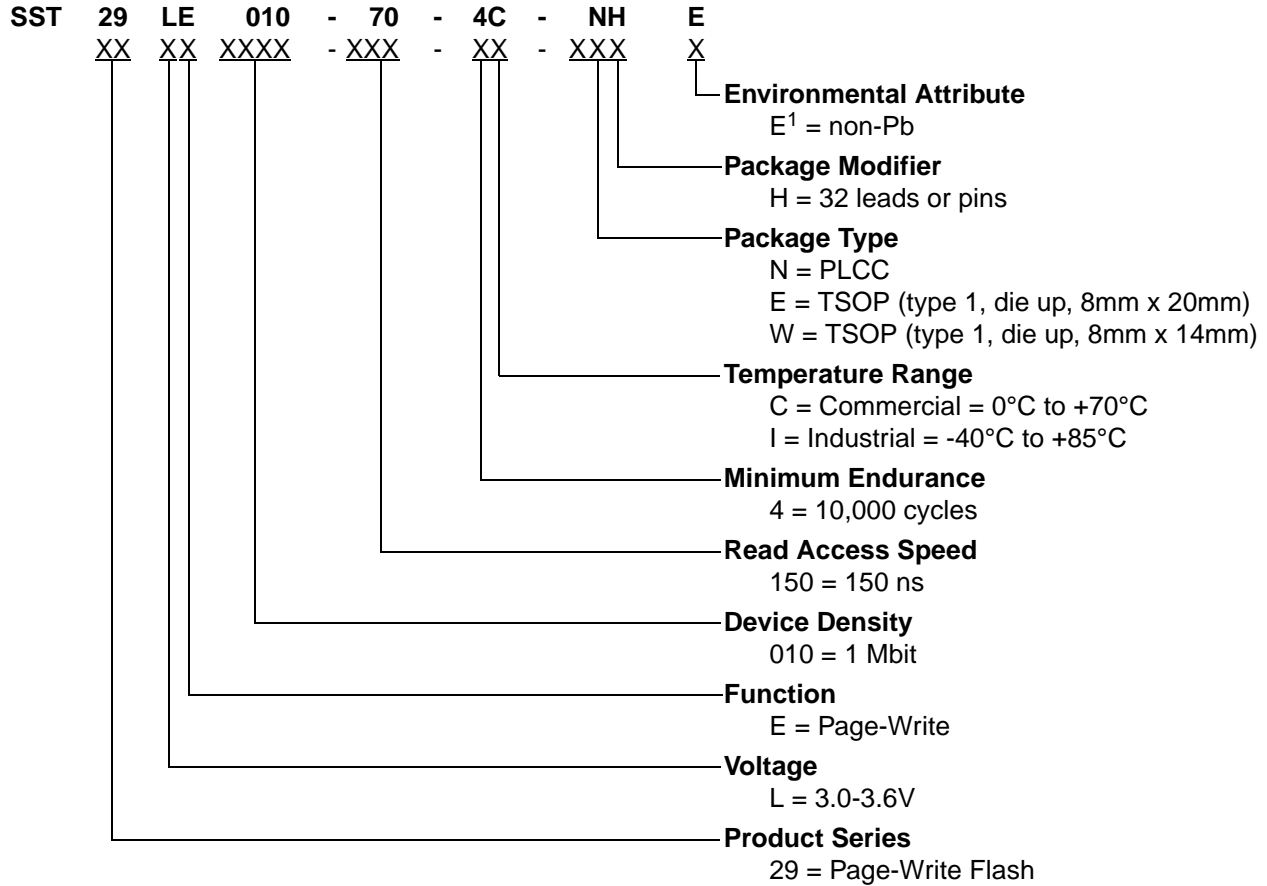 SST 29 LE 010 - 70 - 4C - NH E
XX XX XXXX - XXX - XX - XXX X
Environmental Attribute
E1 = non-Pb
Package Modifier
H = 32 leads or pins
Package Type
N = PLCC
E = TSOP (type 1, die up, 8mm x 20mm)
W = TSOP (type 1, die up, 8mm x 14mm)
Temperature Range
C = Commercial = 0°C to +70°C
I = Industrial = -40°C to +85°C
Minimum Endurance
4 = 10,000 cycles
Read Access Speed
150 = 150 ns
Device Density
010 = 1 Mbit
Function
E = Page-Write
Voltage
L = 3.0-3.6V
Product Series
29 = Page-Write Flash